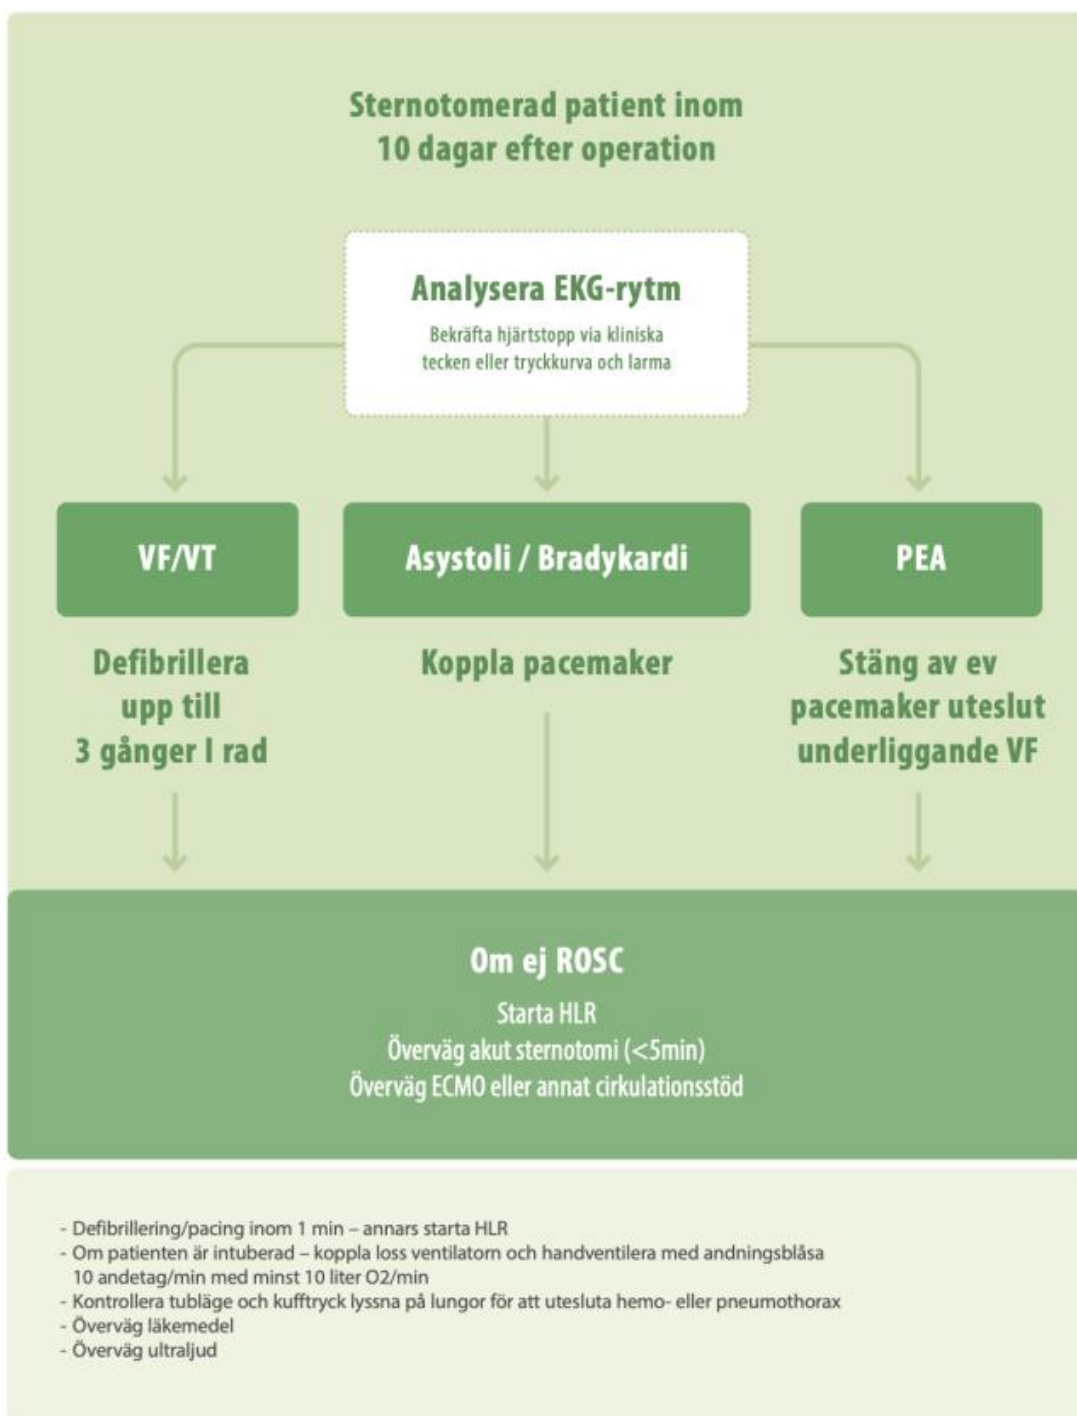 Sternotomerad patient inom
10 dagar efter operation
Analysera EKG-rytm
Bekräfta hjärtstopp via kliniska
tecken eller tryckkurva och larma
VF/VT
Defibrillera
upp till
3 gånger I rad
Asystoli / Bradykardi
Koppla pacemaker
PEA
Stäng av ev
pacemaker uteslut
underliggande VF
Om ej ROSC
Starta HLR
Överväg akut sternotomi (<5min)
Överväg ECMO eller annat cirkulationsstöd
- Defibrillering/pacing inom 1 min – annars starta HLR
- Om patienten är intuberad – koppla loss ventilatorn och handventilera med andningsblåsa
10 andetag/min med minst 10 liter O2/min
- Kontrollera tubläge och kufftryck lyssna på lungor för att utesluta hemo- eller pneumothorax
- Överväg läkemedel
- Överväg ultraljud